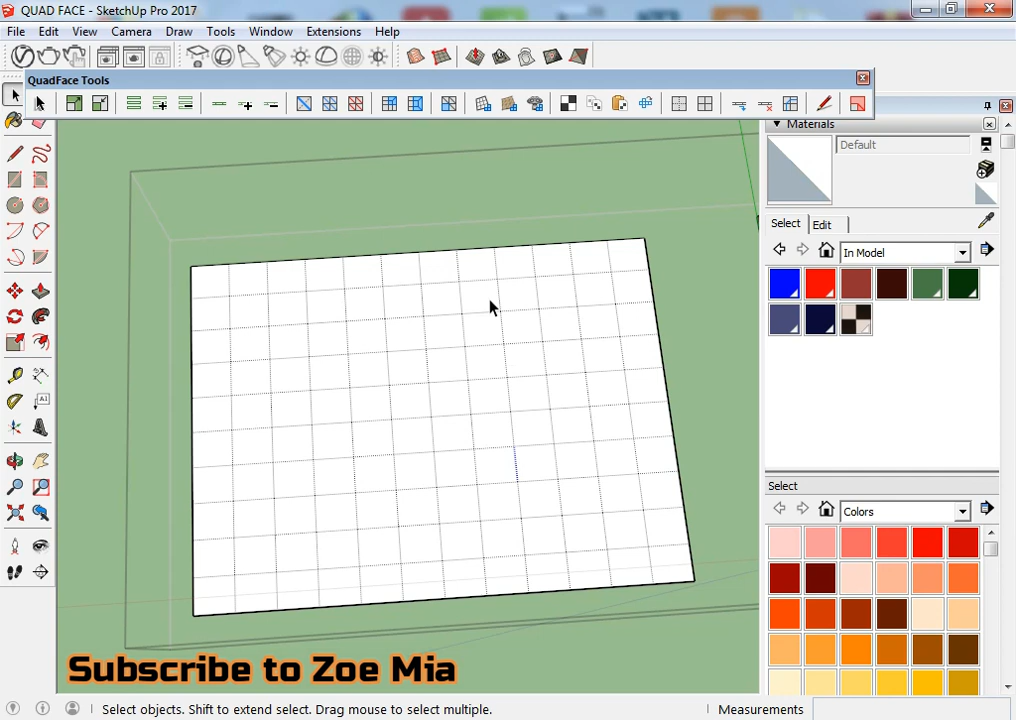 QUAD FACE - SketchUp Pro 2017
File Edit View Camera Draw Tools Window Extensions Help
QuadFace Tools
Materials
Default
Select Edit
In Model
Select
Colors
Subscribe to Zoe Mia
Select objects. Shift to extend select. Drag mouse to select multiple. Measurements